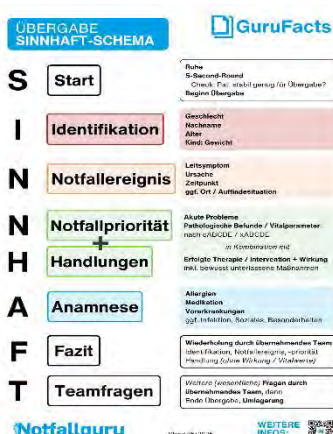 ÜBERGABE
SINNHAFT-SCHEMA
GuruFacts
S Start
Ruhe
5-Second-Round
Check: Pat. stabil genug für Übergabe?
Beginn Übergabe
I Identifikation
Geschlecht
Nachname
Alter
Kind: Gewicht
N Notfallereignis
Leitsymptom
Ursache
Zeitpunkt
ggf. Ort / Auffindesituation
N Notfallpriorität
Akute Probleme
Pathologische Befunde / Vitalparameter
nach cABCDE / xABCDE
+
in Kombination mit
H Handlungen
Erfolgte Therapie / Intervention + Wirkung
inkl. bewusst unterlassene Maßnahmen
A Anamnese
Allergien
Medikation
Vorerkrankungen
ggf. Infektion, Soziales, Besonderheiten
F Fazit
Wiederholung durch übernehmendes Team
Identifikation, Notfallereignis, -priorität
Handlung (ohne Wirkung / Vitalwerte)
T Teamfragen
Weitere (wesentliche) Fragen durch
übernehmendes Team, dann
Ende Übergabe, Umlagerung
Notfallguru
WEITERE
INFOS: